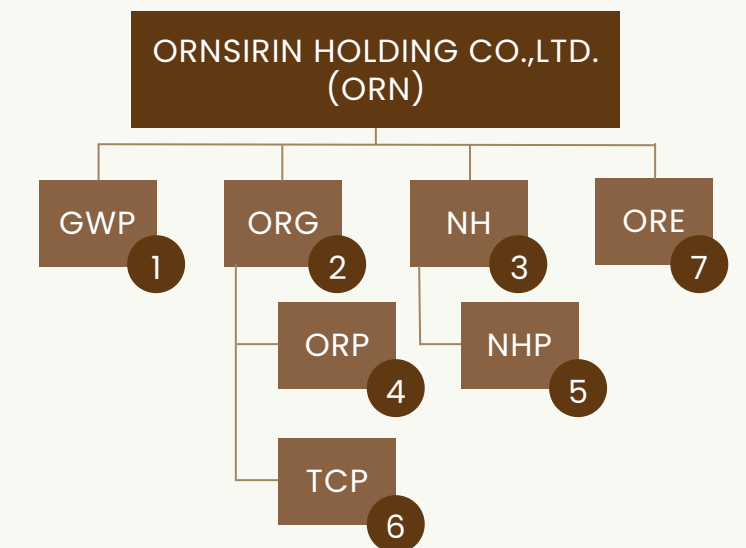 ORNSIRIN HOLDING CO.,LTD.
(ORN)
GWP
1
ORG
2
NH
3
ORE
7
ORP
4
NHP
5
TCP
6